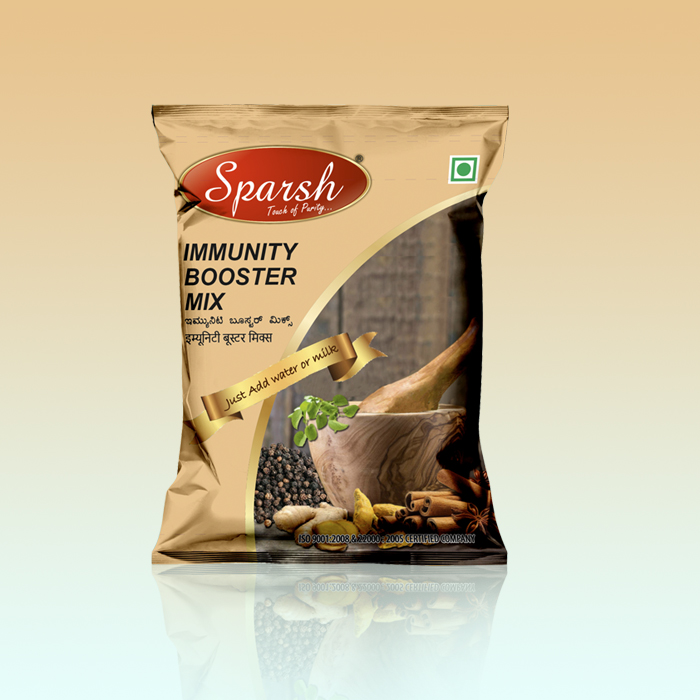 Sparsh ®
Touch of Purity...
IMMUNITY
BOOSTER
MIX
ಇಮ್ಯುನಿಟಿ ಬೂಸ್ಟರ್ ಮಿಕ್ಸ್
इम्यूनिटी बूस्टर मिक्स
Just Add water or milk
ISO 9001:2008 & 22000 - 2005 CERTIFIED COMPANY